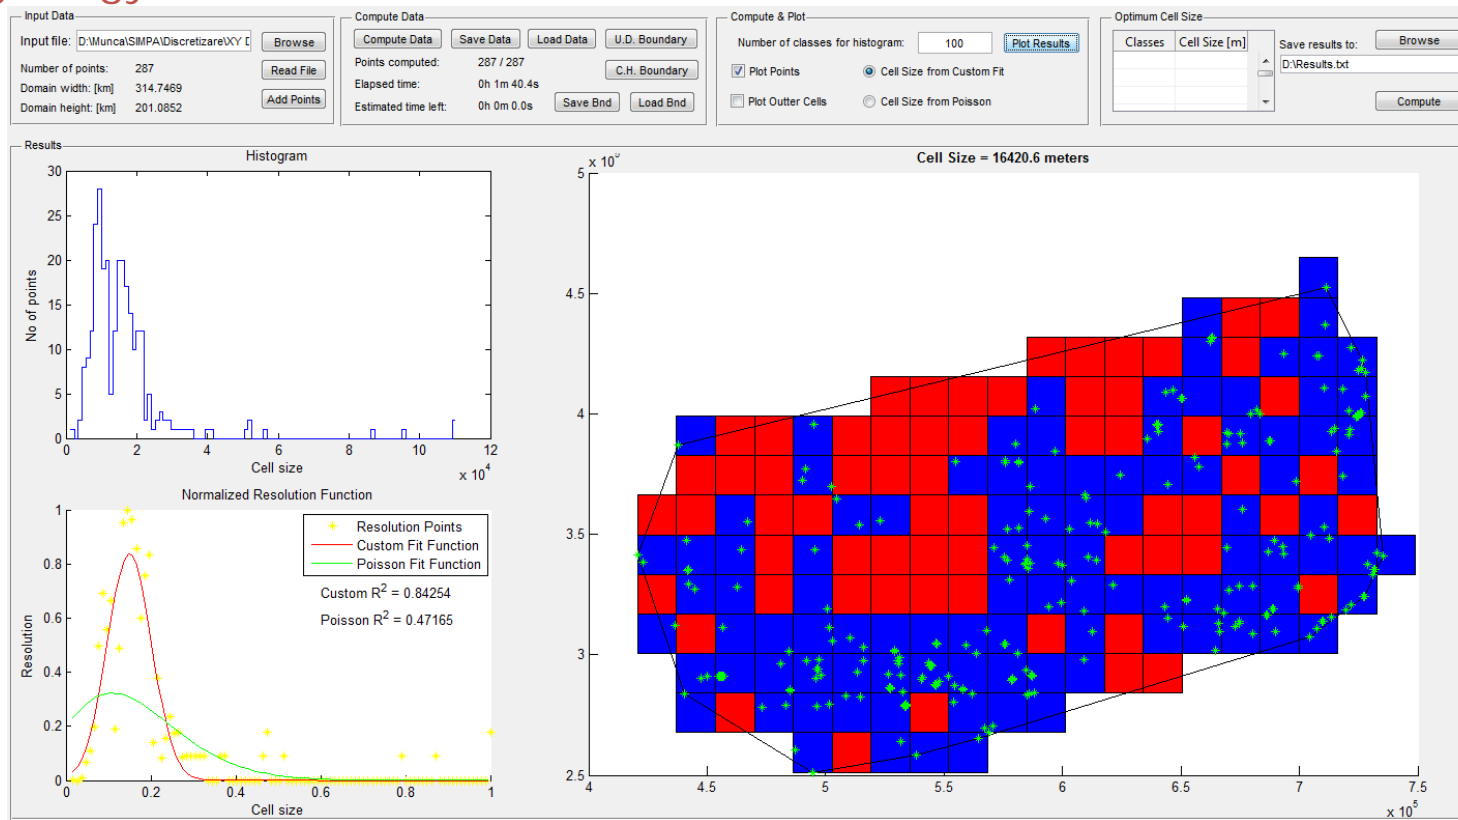 Input Data
Input file: D:\Munca\SIMPA\Discretizare\XY D Browse
Number of points: 287 Read File
Domain width: [km] 314.7469
Domain height: [km] 201.0852 Add Points
Compute Data
Compute Data Save Data Load Data U.D. Boundary
Points computed: 287 / 287 C.H. Boundary
Elapsed time: 0h 1m 40.4s
Estimated time left: 0h 0m 0.0s Save Bnd Load Bnd
Compute & Plot
Number of classes for histogram: 100 Plot Results
Plot Points Cell Size from Custom Fit
Plot Outter Cells Cell Size from Poisson
Optimum Cell Size
Classes Cell Size [m] Save results to: Browse
D:\Results.txt
Compute
Results
Histogram
30
25
20
15
10
5
0
No of points
0 2 4 6 8 10 12
Cell size x 10^4
Normalized Resolution Function
1
0.8
0.6
0.4
0.2
0
Resolution
Resolution Points
Custom Fit Function
Poisson Fit Function
Custom R^2 = 0.84254
Poisson R^2 = 0.47165
0 0.2 0.4 0.6 0.8 1
Cell size
Cell Size = 16420.6 meters
x 10
5
4.5
4
3.5
3
2.5
4 4.5 5 5.5 6 6.5 7 7.5
x 10^5